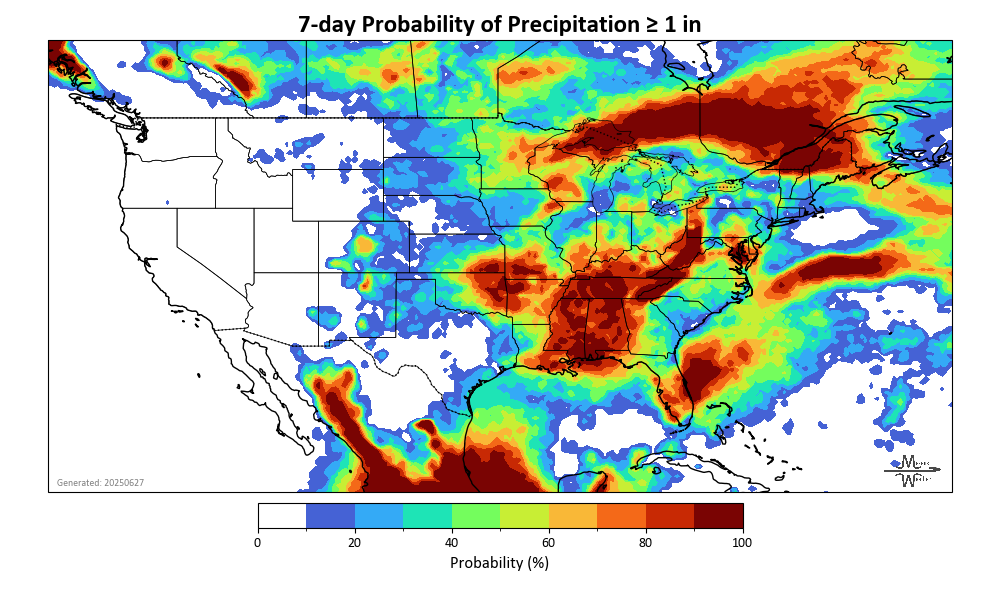 7-day Probability of Precipitation ≥ 1 in
Generated: 20250627
0 20 40 60 80 100
Probability (%)